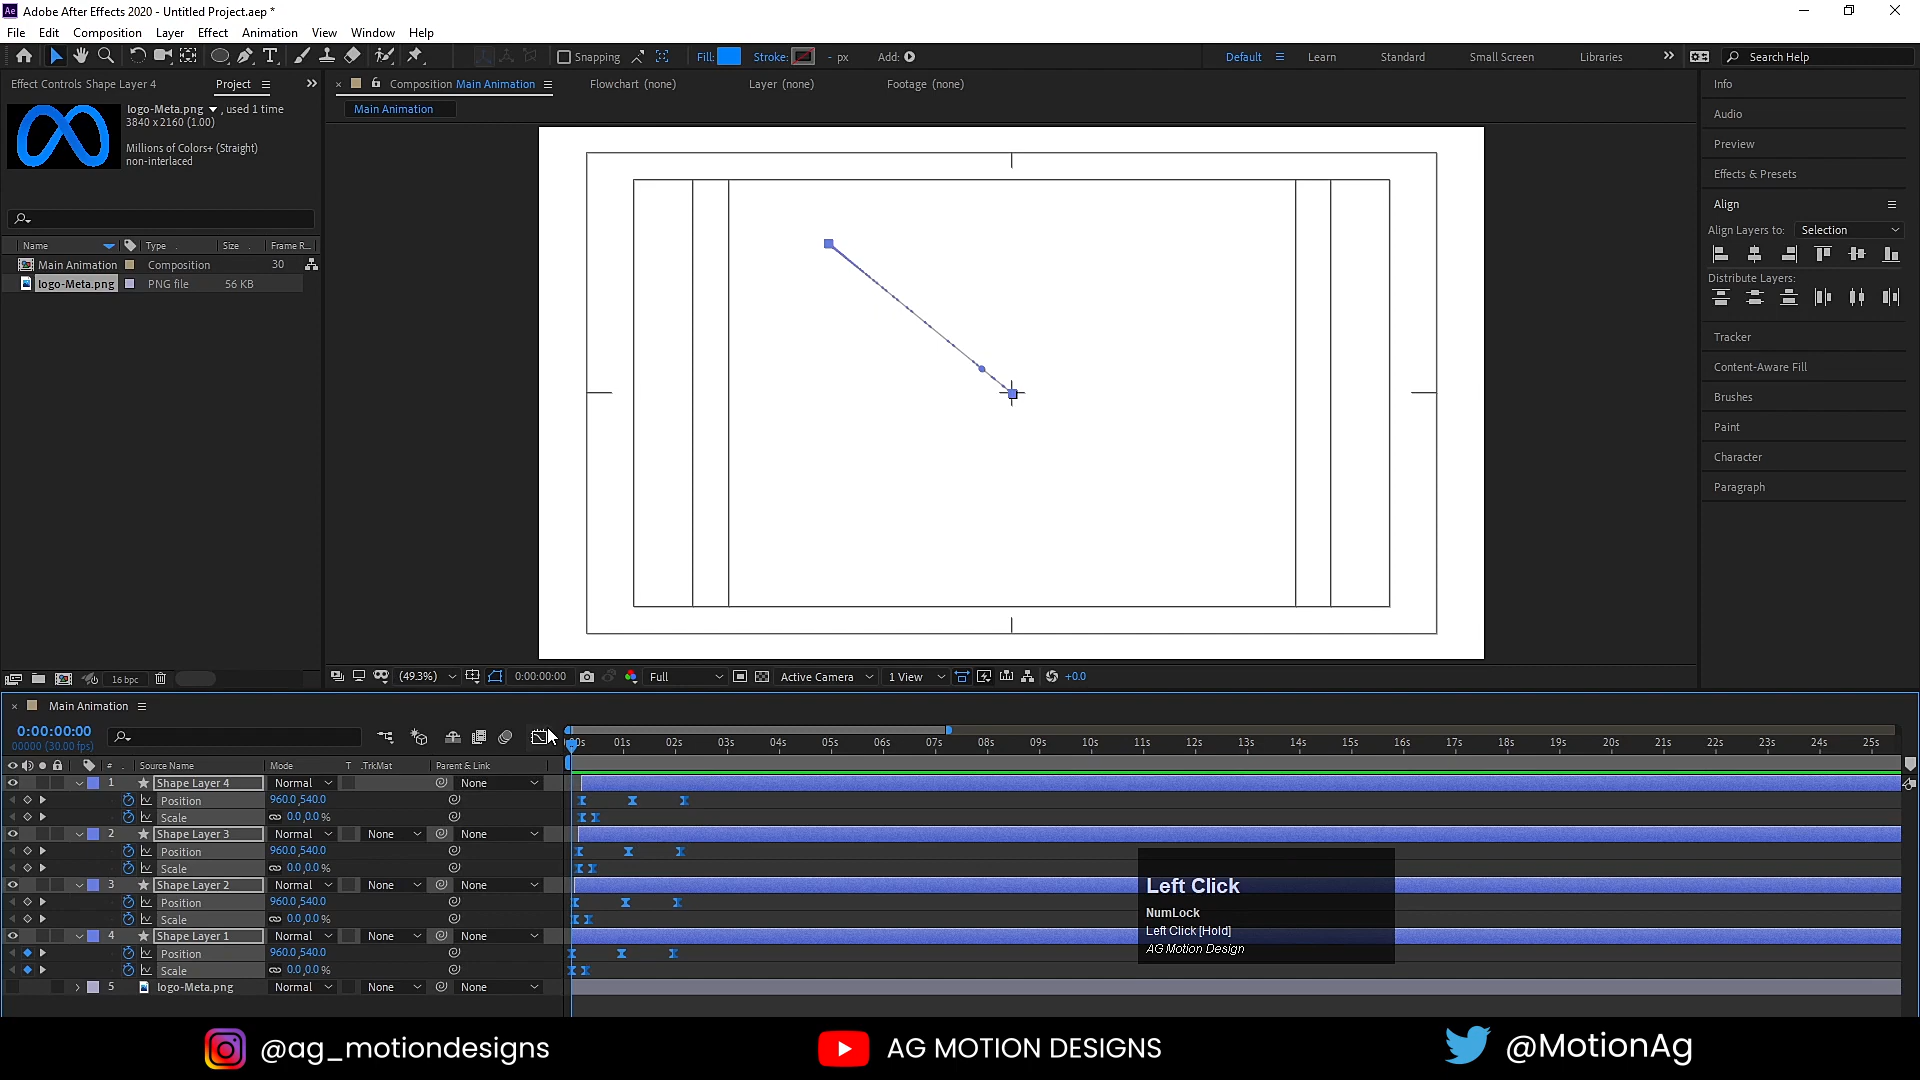 Adobe After Effects 2020 - Untitled Project.aep *
File Edit Composition Layer Effect Animation View Window Help
Snapping Fill: Stroke: - px Add: Default Learn Standard Small Screen Libraries Search Help
Effect Controls Shape Layer 4 Project
Composition Main Animation Flowchart (none) Layer (none) Footage (none)
Main Animation
logo-Meta.png , used 1 time
3840 x 2160 (1.00)
Millions of Colors+ (Straight)
non-interlaced
Name Type Size Frame R...
Main Animation Composition 30
logo-Meta.png PNG file 56 KB
16 bpc
Info
Audio
Preview
Effects & Presets
Align
Align Layers to: Selection
Distribute Layers:
Tracker
Content-Aware Fill
Brushes
Paint
Character
Paragraph
(49.3%) 0:00:00:00 Full Active Camera 1 View +0.0
Main Animation
0:00:00:00
00000 (30.00 fps)
01s 02s 03s 04s 05s 06s 07s 08s 09s 10s 11s 12s 13s 14s 15s 16s 17s 18s 19s 20s 21s 22s 23s 24s 25s
# Source Name Mode T .TrkMat Parent & Link
1 Shape Layer 4 Normal None
Position 960.0,540.0
Scale 0.0,0.0 %
2 Shape Layer 3 Normal None None
Position 960.0,540.0
Scale 0.0,0.0 %
3 Shape Layer 2 Normal None None
Position 960.0,540.0
Scale 0.0,0.0 %
4 Shape Layer 1 Normal None None
Position 960.0,540.0
Scale 0.0,0.0 %
5 logo-Meta.png Normal None None
Left Click
NumLock
Left Click [Hold]
AG Motion Design
@ag_motiondesigns AG MOTION DESIGNS @MotionAg